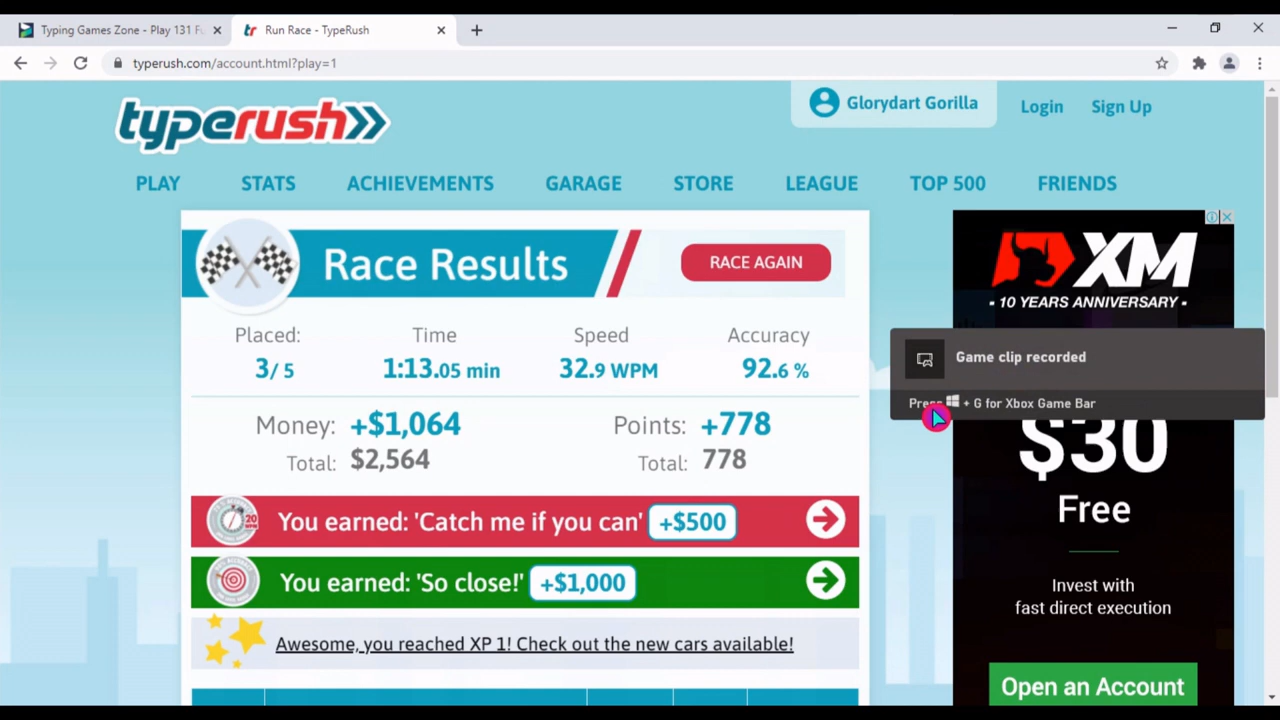 Typing Games Zone - Play 131 F
Run Race - TypeRush
typerush.com/account.html?play=1
typerush
Glorydart Gorilla
Login
Sign Up
PLAY
STATS
ACHIEVEMENTS
GARAGE
STORE
LEAGUE
TOP 500
FRIENDS
Race Results
RACE AGAIN
Placed:
Time
Speed
Accuracy
3/ 5
1:13.05 min
32.9 WPM
92.6 %
Money: +$1,064
Points: +778
Total: $2,564
Total: 778
20
You earned: 'Catch me if you can' +$500
You earned: 'So close!' +$1,000
Awesome, you reached XP 1! Check out the new cars available!
XM
- 10 YEARS ANNIVERSARY -
Game clip recorded
Press + G for Xbox Game Bar
$30
Free
Invest with
fast direct execution
Open an Account